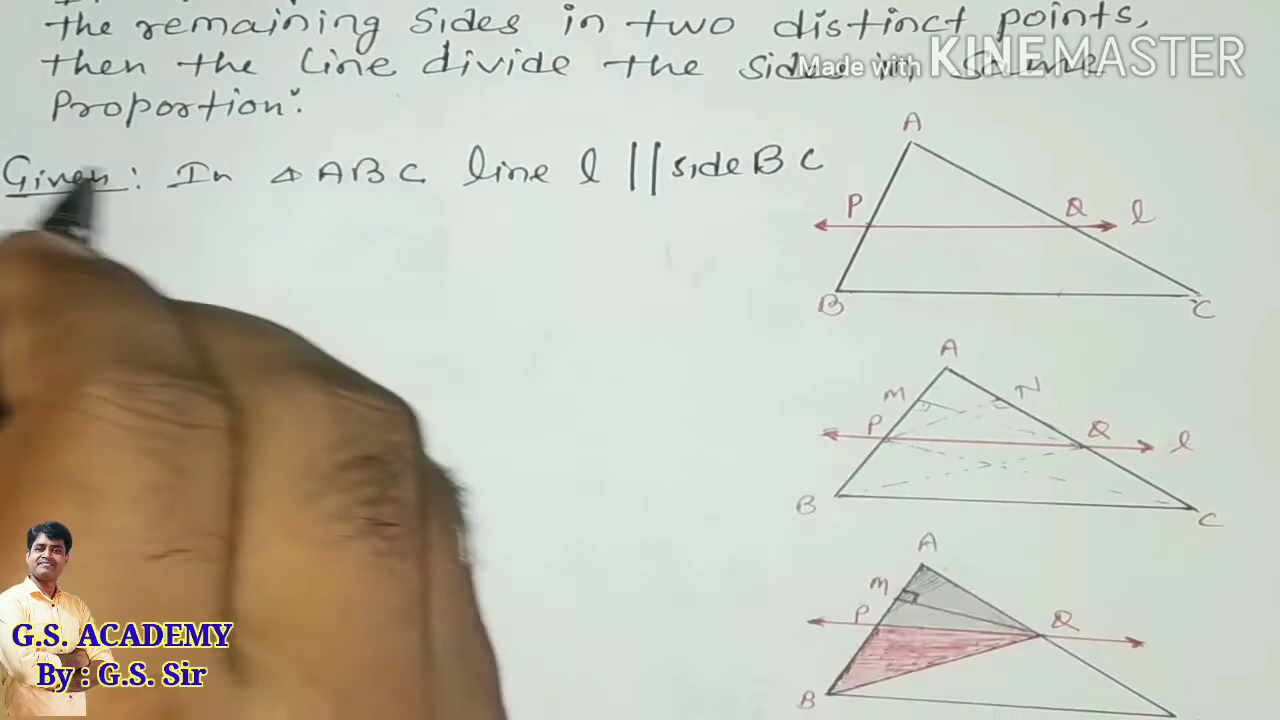 the remaining sides in two distinct points,
then the line divide the sides in same
Proportion.
Made with KINEMASTER
Given: In △ ABC line l || side BC
A
P Q l
B C
A
M N
P Q l
B C
A
M
P Q
B
G.S. ACADEMY
By : G.S. Sir